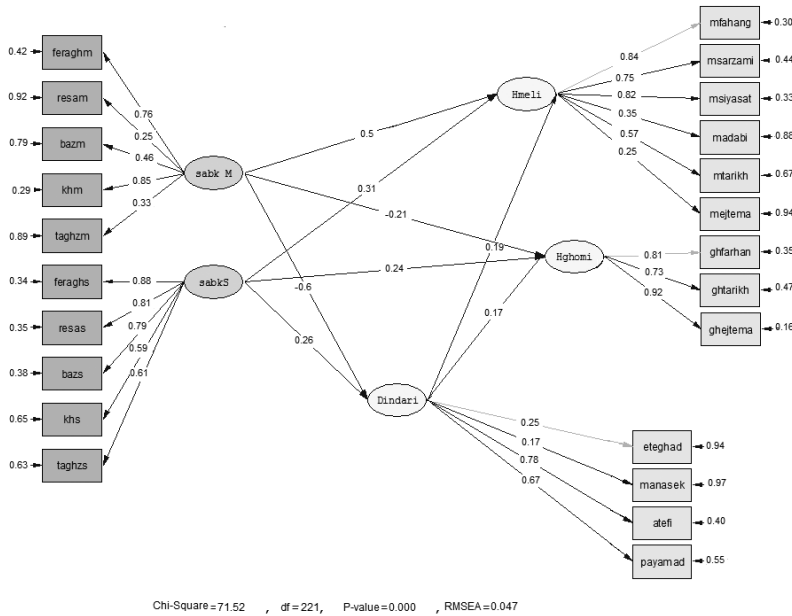 0.42 feraghm
0.92 resam
0.79 bazm
0.29 khm
0.89 taghzm
0.34 feraghs
0.35 resas
0.38 bazs
0.65 khs
0.63 taghzs
0.76
0.25
0.46
0.85
0.33
0.88
0.81
0.79
0.59
0.61
sabk M
sabkS
0.5
0.31
-0.21
0.24
-0.6
0.26
0.19
0.17
Hmeli
Hghomi
Dindari
0.84
0.75
0.82
0.35
0.57
0.25
0.81
0.73
0.92
0.25
0.17
0.78
0.67
mfahang 0.30
msarzami 0.44
msiyasat 0.33
madabi 0.88
mtarikh 0.67
mejtema 0.94
ghfarhan 0.35
ghtarikh 0.47
ghejtema 0.16
eteghad 0.94
manasek 0.97
atefi 0.40
payamad 0.55
Chi-Square=71.52 , df=221, P-value=0.000 , RMSEA=0.047